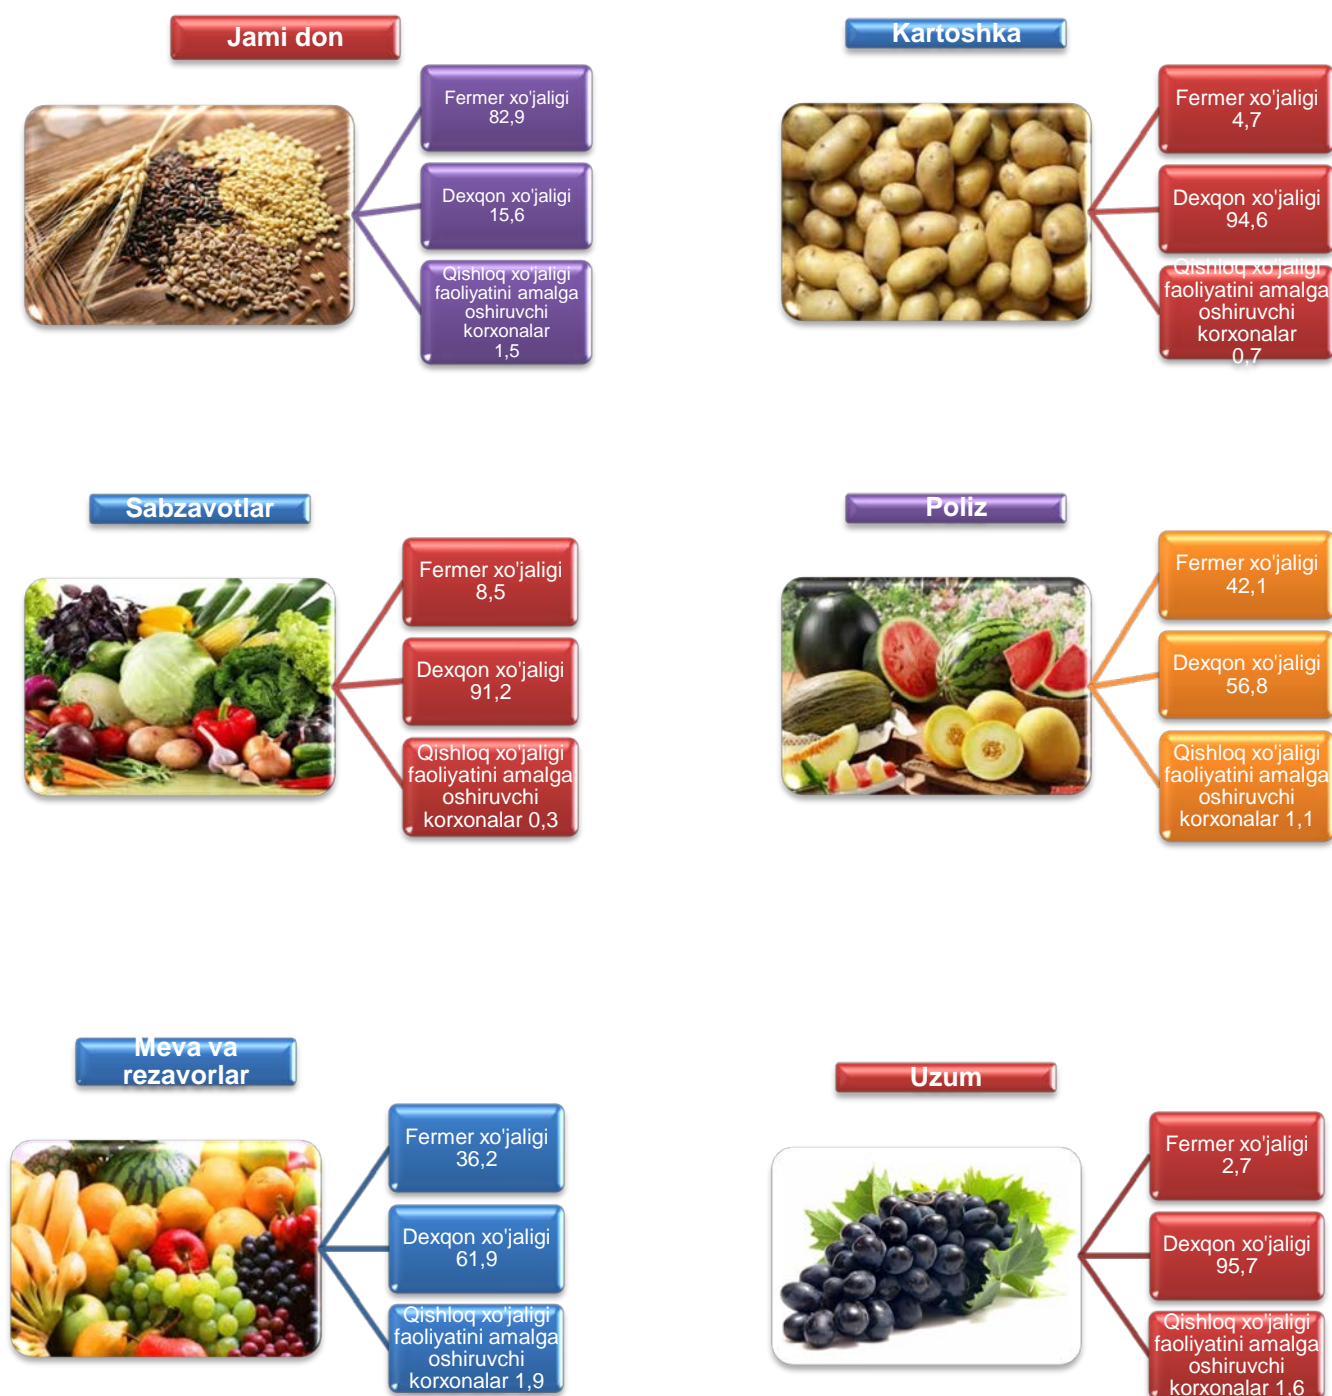 Jami don
Fermer xo'jaligi
82,9
Dexqon xo'jaligi
15,6
Qishloq xo'jaligi
faoliyatini amalga
oshiruvchi
korxonalar
1,5
Kartoshka
Fermer xo'jaligi
4,7
Dexqon xo'jaligi
94,6
Qishloq xo'jaligi
faoliyatini amalga
oshiruvchi
korxonalar
0,7
Sabzavotlar
Fermer xo'jaligi
8,5
Dexqon xo'jaligi
91,2
Qishloq xo'jaligi
faoliyatini amalga
oshiruvchi
korxonalar 0,3
Poliz
Fermer xo'jaligi
42,1
Dexqon xo'jaligi
56,8
Qishloq xo'jaligi
faoliyatini amalga
oshiruvchi
korxonalar 1,1
Meva va
rezavorlar
Fermer xo'jaligi
36,2
Dexqon xo'jaligi
61,9
Qishloq xo'jaligi
faoliyatini amalga
oshiruvchi
korxonalar 1,9
Uzum
Fermer xo'jaligi
2,7
Dexqon xo'jaligi
95,7
Qishloq xo'jaligi
faoliyatini amalga
oshiruvchi
korxonalar 1,6